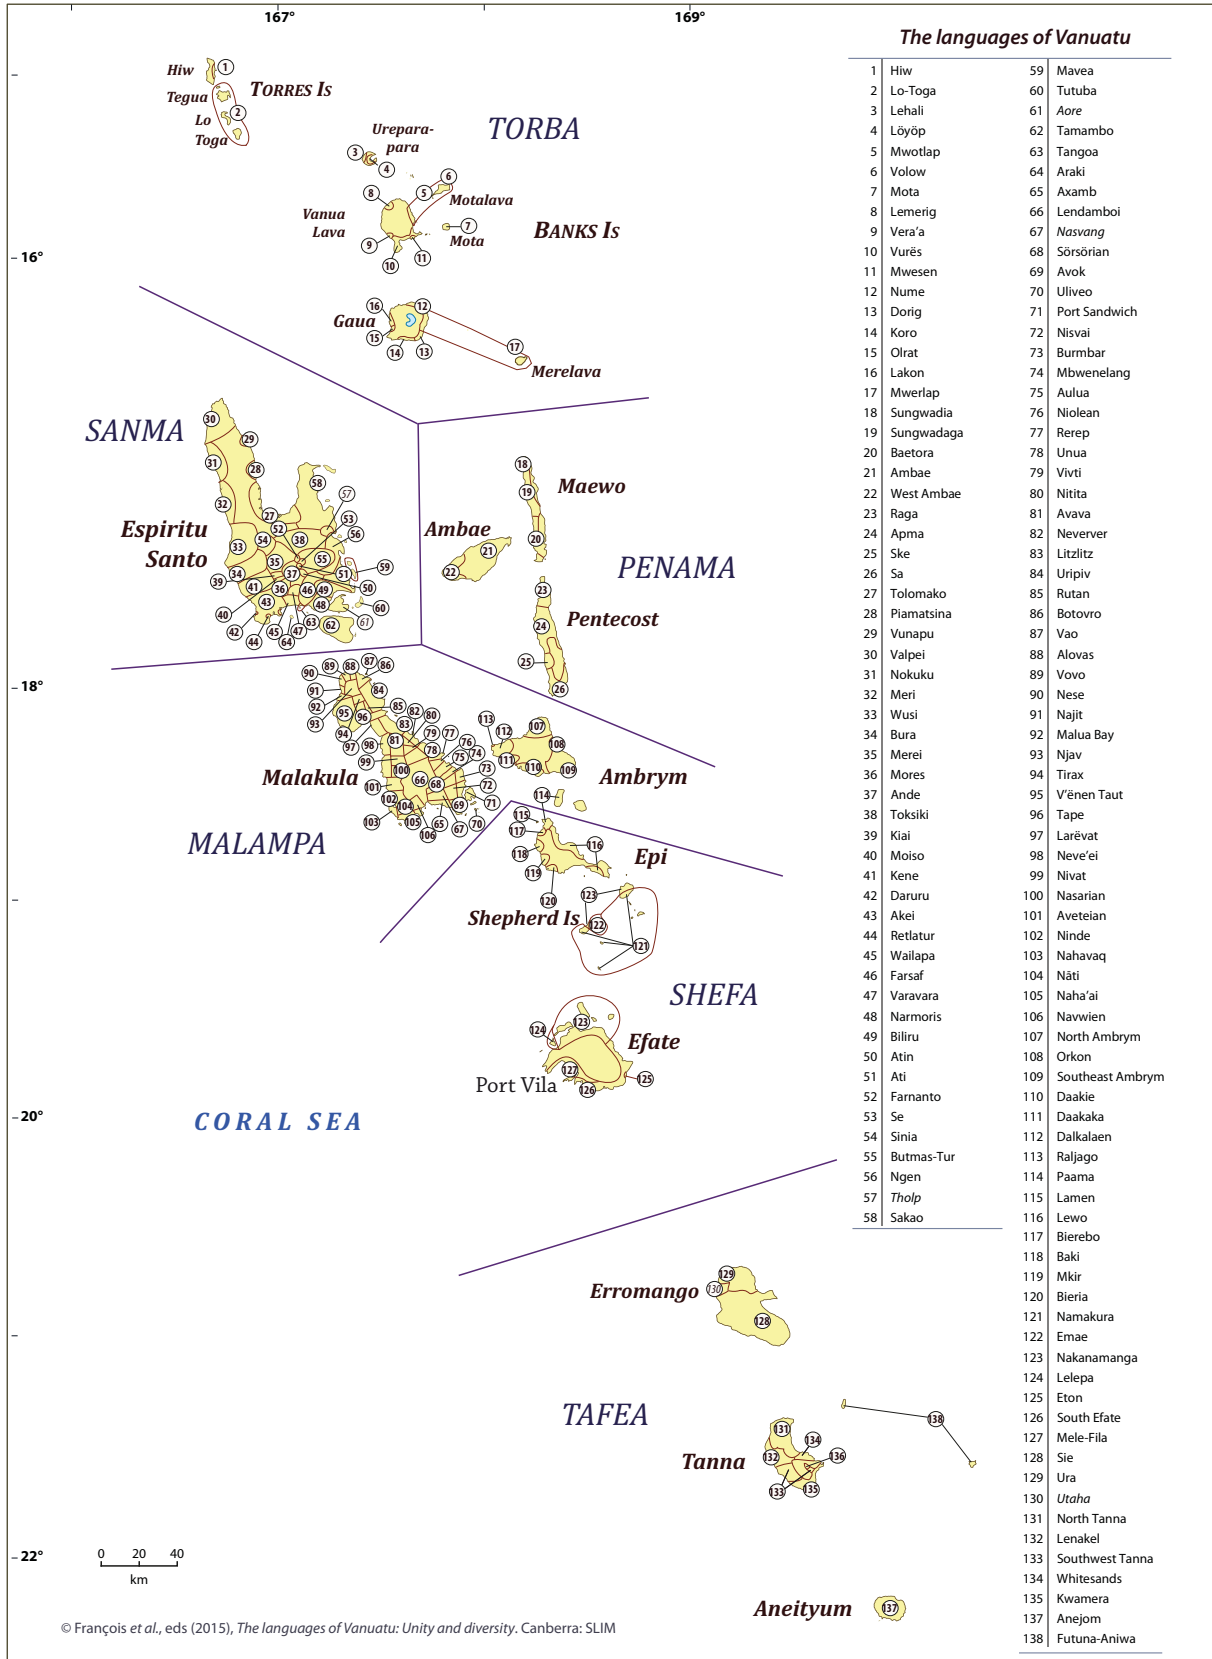 167°
169°
16°
18°
20°
22°
Hiw
Tegua
Lo
Toga
TORRES IS
TORBA
Urepara-
para
Motalava
Vanua
Lava
Mota
BANKS IS
Gaua
Merelava
SANMA
Espiritu
Santo
Maewo
Ambae
PENAMA
Pentecost
Malakula
Ambrym
MALAMPA
Epi
Shepherd Is
SHEFA
Efate
Port Vila
CORAL SEA
Erromango
TAFEA
Tanna
Aneityum
0 20 40
km
© François et al., eds (2015), The languages of Vanuatu: Unity and diversity. Canberra: SLIM
The languages of Vanuatu
1 Hiw
2 Lo-Toga
3 Lehali
4 Löyöp
5 Mwotlap
6 Volow
7 Mota
8 Lemerig
9 Vera’a
10 Vurës
11 Mwesen
12 Nume
13 Dorig
14 Koro
15 Olrat
16 Lakon
17 Mwerlap
18 Sungwadia
19 Sungwadaga
20 Baetora
21 Ambae
22 West Ambae
23 Raga
24 Apma
25 Ske
26 Sa
27 Tolomako
28 Piamatsina
29 Vunapu
30 Valpei
31 Nokuku
32 Meri
33 Wusi
34 Bura
35 Merei
36 Mores
37 Ande
38 Toksiki
39 Kiai
40 Moiso
41 Kene
42 Daruru
43 Akei
44 Retlatur
45 Wailapa
46 Farsaf
47 Varavara
48 Narmoris
49 Biliru
50 Atin
51 Ati
52 Farnanto
53 Se
54 Sinia
55 Butmas-Tur
56 Ngen
57 Tholp
58 Sakao
59 Mavea
60 Tutuba
61 Aore
62 Tamambo
63 Tangoa
64 Araki
65 Axamb
66 Lendamboi
67 Nasvang
68 Sörsörian
69 Avok
70 Uliveo
71 Port Sandwich
72 Nisvai
73 Burmbar
74 Mbwenelang
75 Aulua
76 Niolean
77 Rerep
78 Unua
79 Vivti
80 Nitita
81 Avava
82 Neverver
83 Litzlitz
84 Uripiv
85 Rutan
86 Botovro
87 Vao
88 Alovas
89 Vovo
90 Nese
91 Najit
92 Malua Bay
93 Njav
94 Tirax
95 V’ënen Taut
96 Tape
97 Larëvat
98 Neve’ei
99 Nivat
100 Nasarian
101 Aveteian
102 Ninde
103 Nahavaq
104 Nāti
105 Naha’ai
106 Navwien
107 North Ambrym
108 Orkon
109 Southeast Ambrym
110 Daakie
111 Daakaka
112 Dalkalaen
113 Raljago
114 Paama
115 Lamen
116 Lewo
117 Bierebo
118 Baki
119 Mkir
120 Bieria
121 Namakura
122 Emae
123 Nakanamanga
124 Lelepa
125 Eton
126 South Efate
127 Mele-Fila
128 Sie
129 Ura
130 Utaha
131 North Tanna
132 Lenakel
133 Southwest Tanna
134 Whitesands
135 Kwamera
137 Anejom
138 Futuna-Aniwa